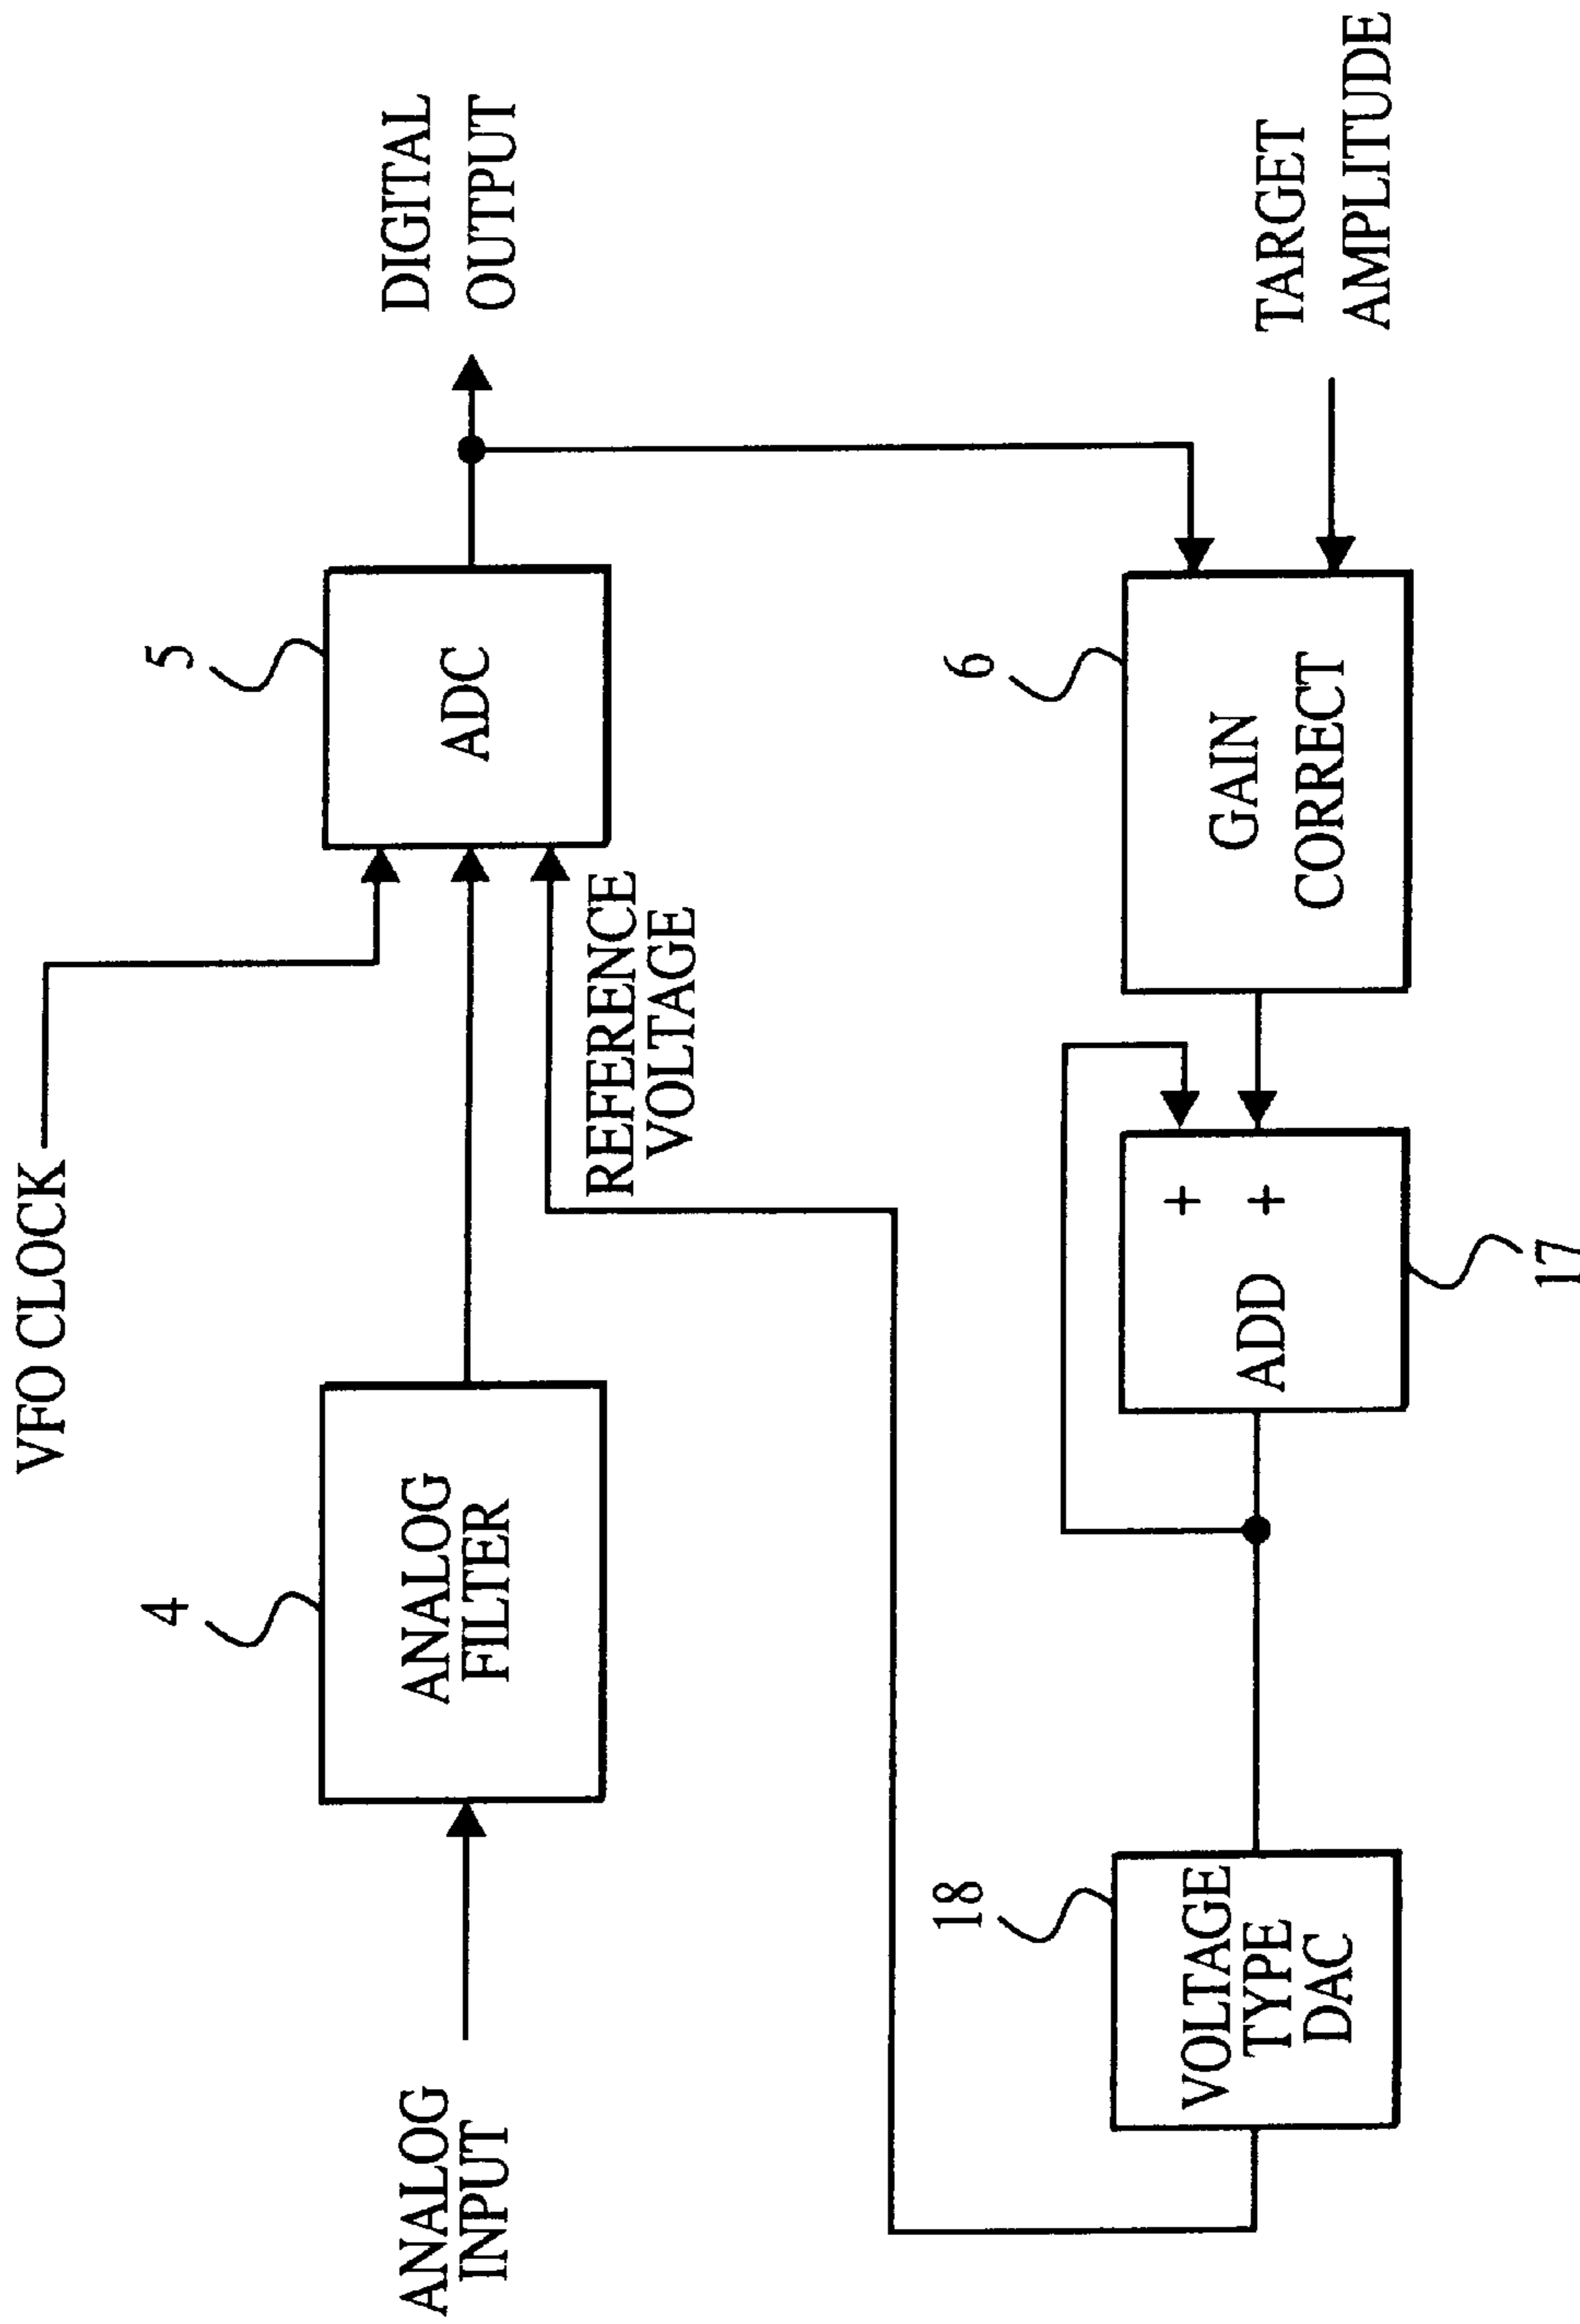 VFO CLOCK
5
DIGITAL
OUTPUT
4
ANALOG
INPUT
ANALOG
FILTER
ADC
REFERENCE
VOLTAGE
18
6
VOLTAGE
TYPE
DAC
ADD
+
+
GAIN
CORRECT
TARGET
AMPLITUDE
17